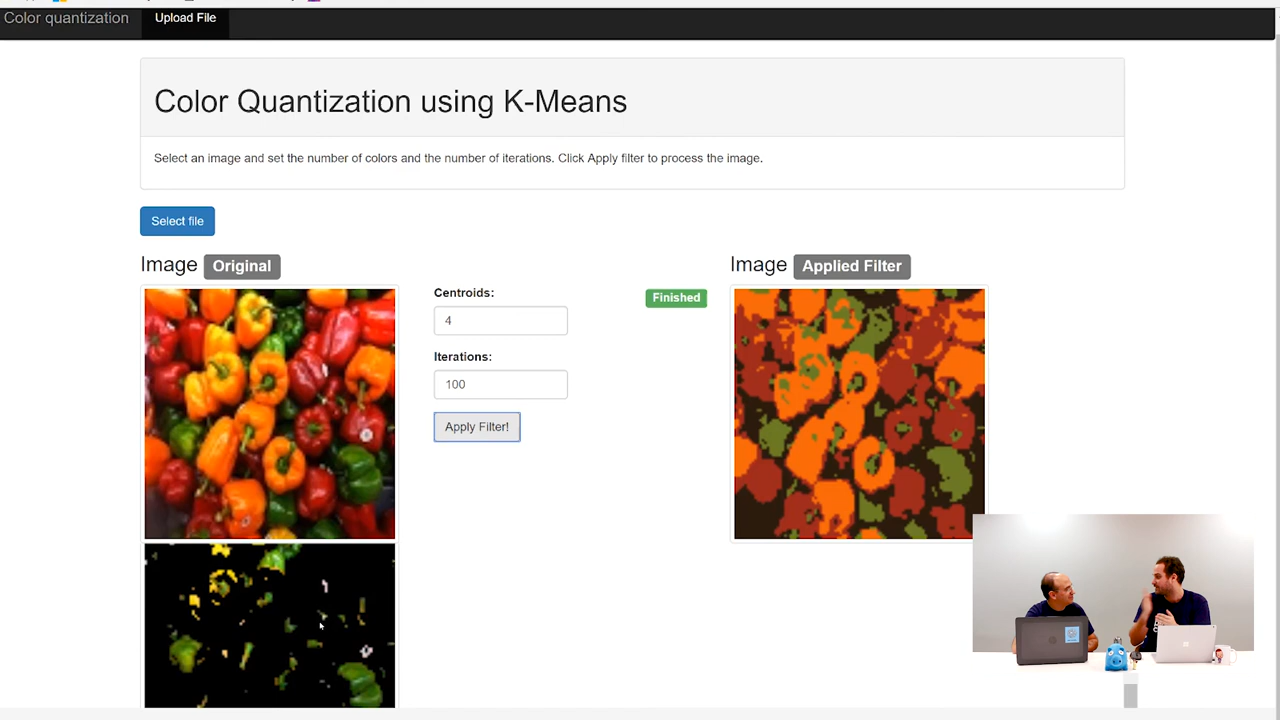 Color quantization
Upload File
Color Quantization using K-Means
Select an image and set the number of colors and the number of iterations. Click Apply filter to process the image.
Select file
Image Original
Centroids:
4
Iterations:
100
Apply Filter!
Finished
Image Applied Filter